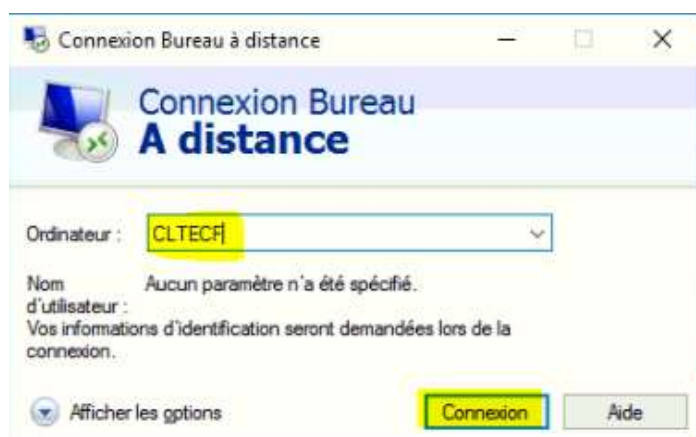 Connexion Bureau à distance
Connexion Bureau
A distance
Ordinateur :
CLTECF
Nom
d'utilisateur :
Aucun paramètre n'a été spécifié.
Vos informations d'identification seront demandées lors de la
connexion.
Afficher les options
Connexion
Aide